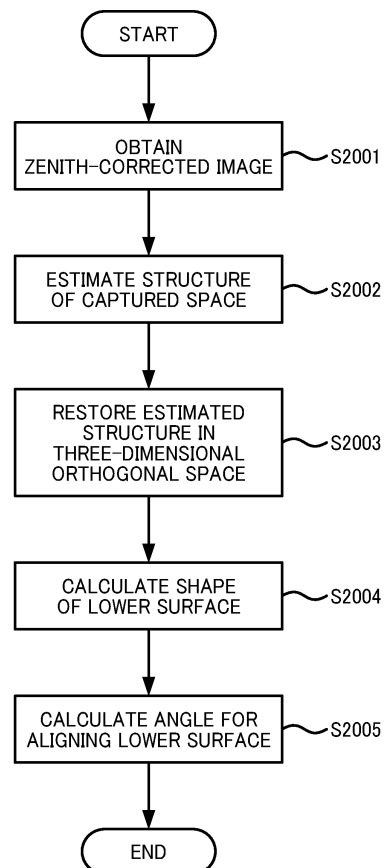 START
OBTAIN
ZENITH-CORRECTED IMAGE
S2001
ESTIMATE STRUCTURE
OF CAPTURED SPACE
S2002
RESTORE ESTIMATED
STRUCTURE IN
THREE-DIMENSIONAL
ORTHOGONAL SPACE
S2003
CALCULATE SHAPE
OF LOWER SURFACE
S2004
CALCULATE ANGLE FOR
ALIGNING LOWER SURFACE
S2005
END